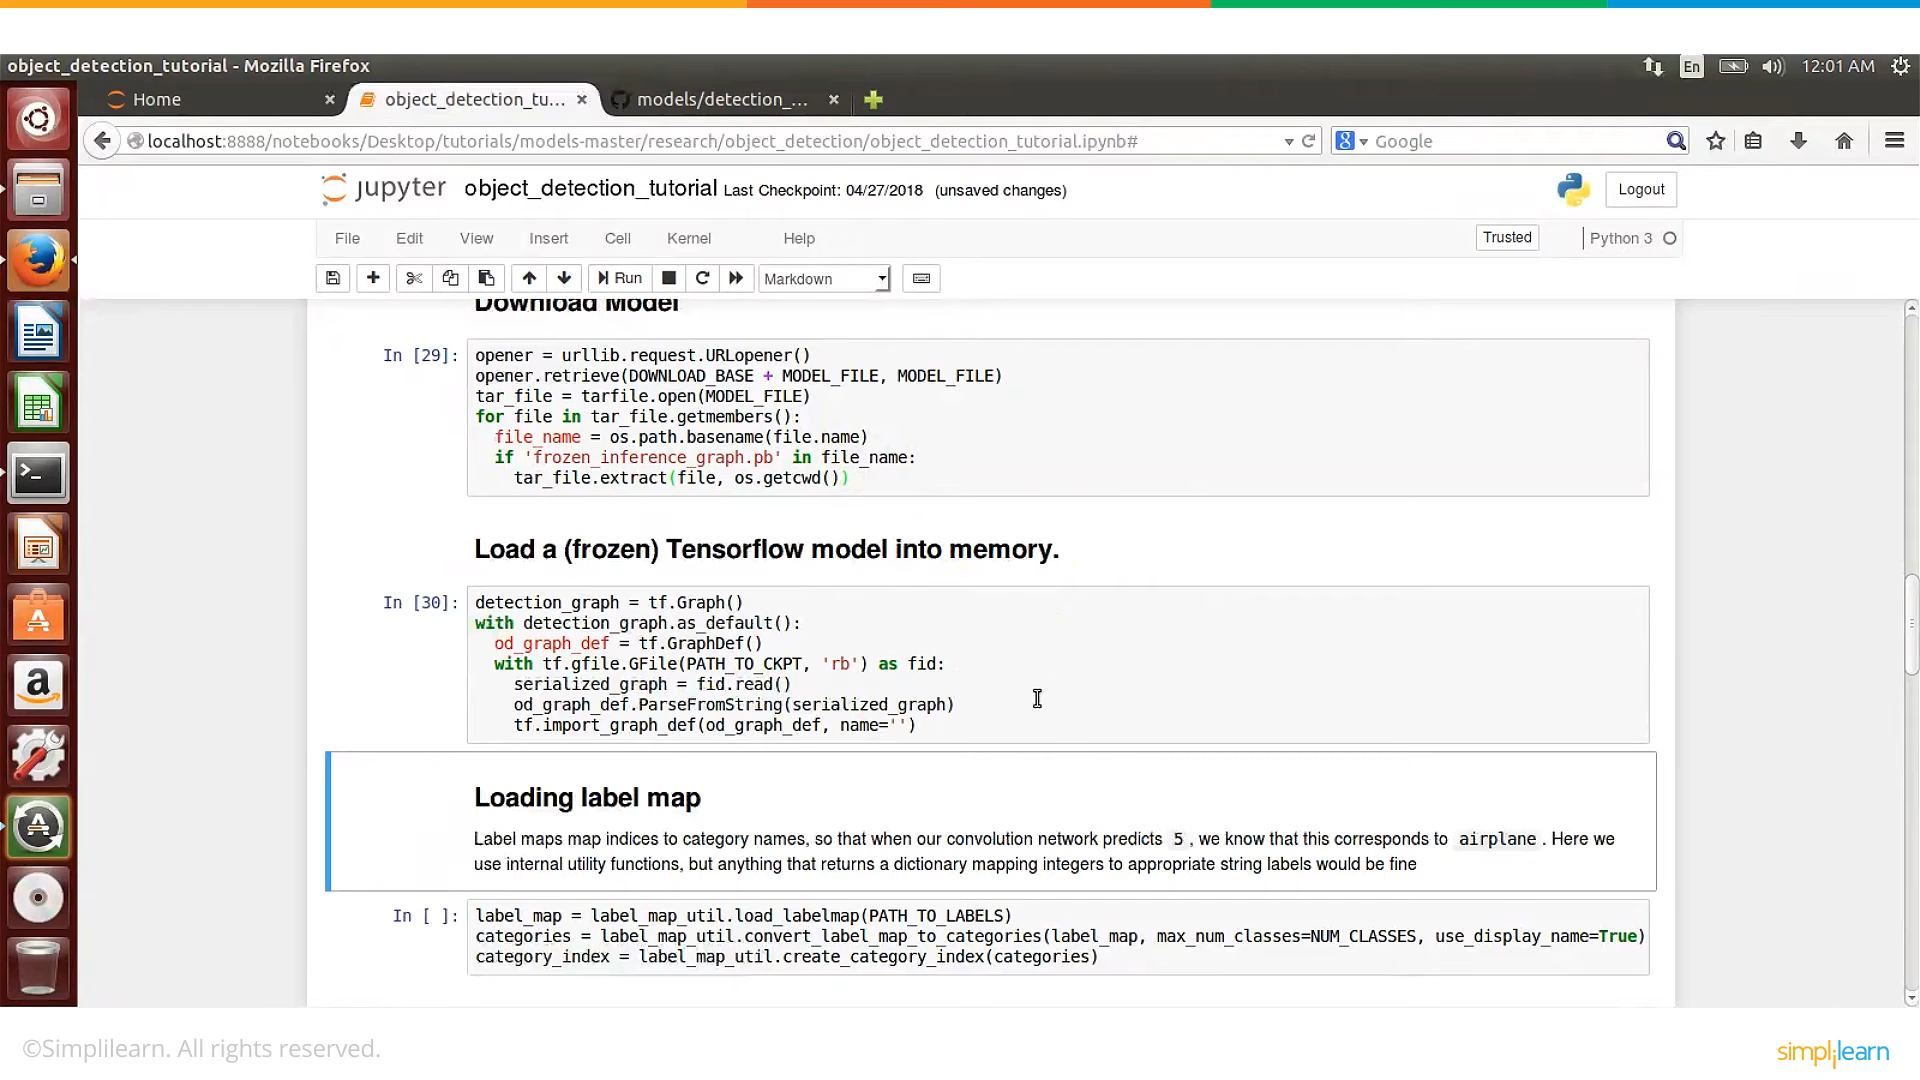 object_detection_tutorial - Mozilla Firefox
En
12:01 AM
Home
object_detection_tu...
models/detection_...
localhost:8888/notebooks/Desktop/tutorials/models-master/research/object_detection/object_detection_tutorial.ipynb#
Google
jupyter object_detection_tutorial Last Checkpoint: 04/27/2018 (unsaved changes)
Logout
File Edit View Insert Cell Kernel Help
Trusted
Python 3
Run
Markdown
Download Model
In [29]:
opener = urllib.request.URLopener()
opener.retrieve(DOWNLOAD_BASE + MODEL_FILE, MODEL_FILE)
tar_file = tarfile.open(MODEL_FILE)
for file in tar_file.getmembers():
  file_name = os.path.basename(file.name)
  if 'frozen_inference_graph.pb' in file_name:
    tar_file.extract(file, os.getcwd())
Load a (frozen) Tensorflow model into memory.
In [30]:
detection_graph = tf.Graph()
with detection_graph.as_default():
  od_graph_def = tf.GraphDef()
  with tf.gfile.GFile(PATH_TO_CKPT, 'rb') as fid:
    serialized_graph = fid.read()
    od_graph_def.ParseFromString(serialized_graph)
    tf.import_graph_def(od_graph_def, name='')
Loading label map
Label maps map indices to category names, so that when our convolution network predicts 5, we know that this corresponds to airplane. Here we
use internal utility functions, but anything that returns a dictionary mapping integers to appropriate string labels would be fine
In [ ]:
label_map = label_map_util.load_labelmap(PATH_TO_LABELS)
categories = label_map_util.convert_label_map_to_categories(label_map, max_num_classes=NUM_CLASSES, use_display_name=True)
category_index = label_map_util.create_category_index(categories)
©Simplilearn. All rights reserved.
simplilearn